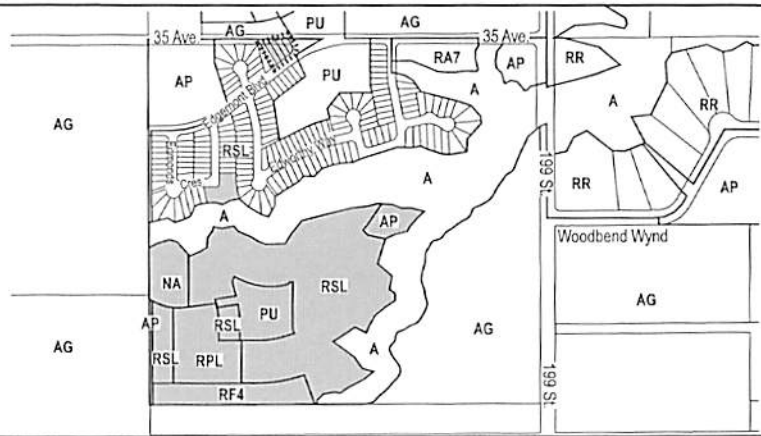 PU
AG
AG
35 Ave.
35 Ave.
RA7
AP
RR
AP
PU
A
A
RR
AG
Edgemont Blvd
RSL
Cres
Way
A
A
RR
AP
AP
Woodbend Wynd
199 St.
NA
RSL
AG
AP
RSL
PU
AG
AG
RSL
RPL
A
RF4
199 St.